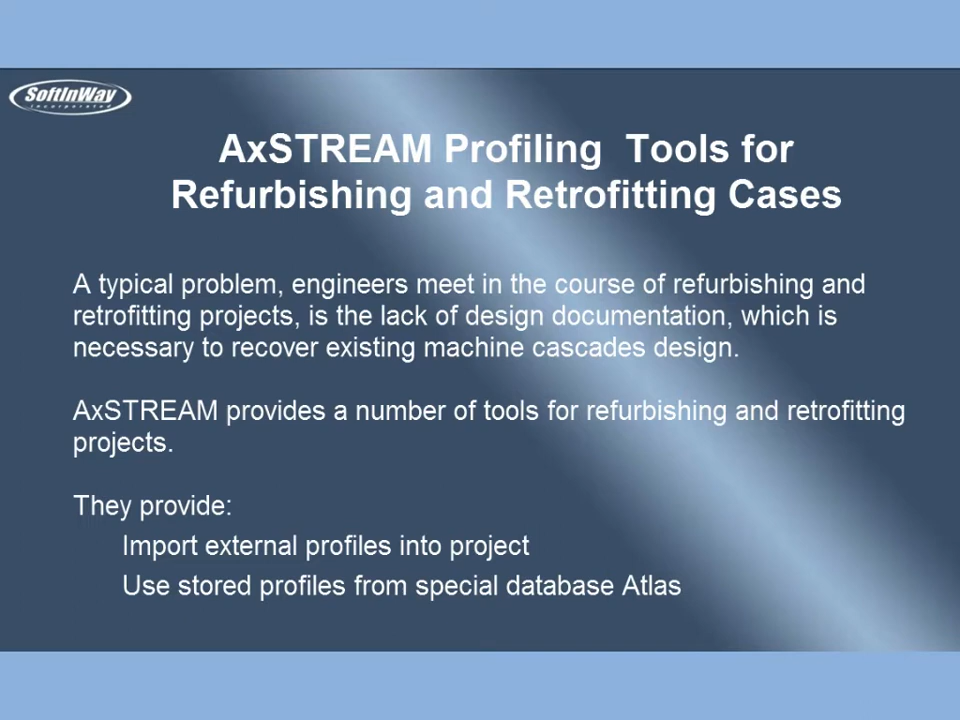 SoftInWay
Incorporated
AxSTREAM Profiling  Tools for
Refurbishing and Retrofitting Cases
A typical problem, engineers meet in the course of refurbishing and
retrofitting projects, is the lack of design documentation, which is
necessary to recover existing machine cascades design.
AxSTREAM provides a number of tools for refurbishing and retrofitting
projects.
They provide:
Import external profiles into project
Use stored profiles from special database Atlas